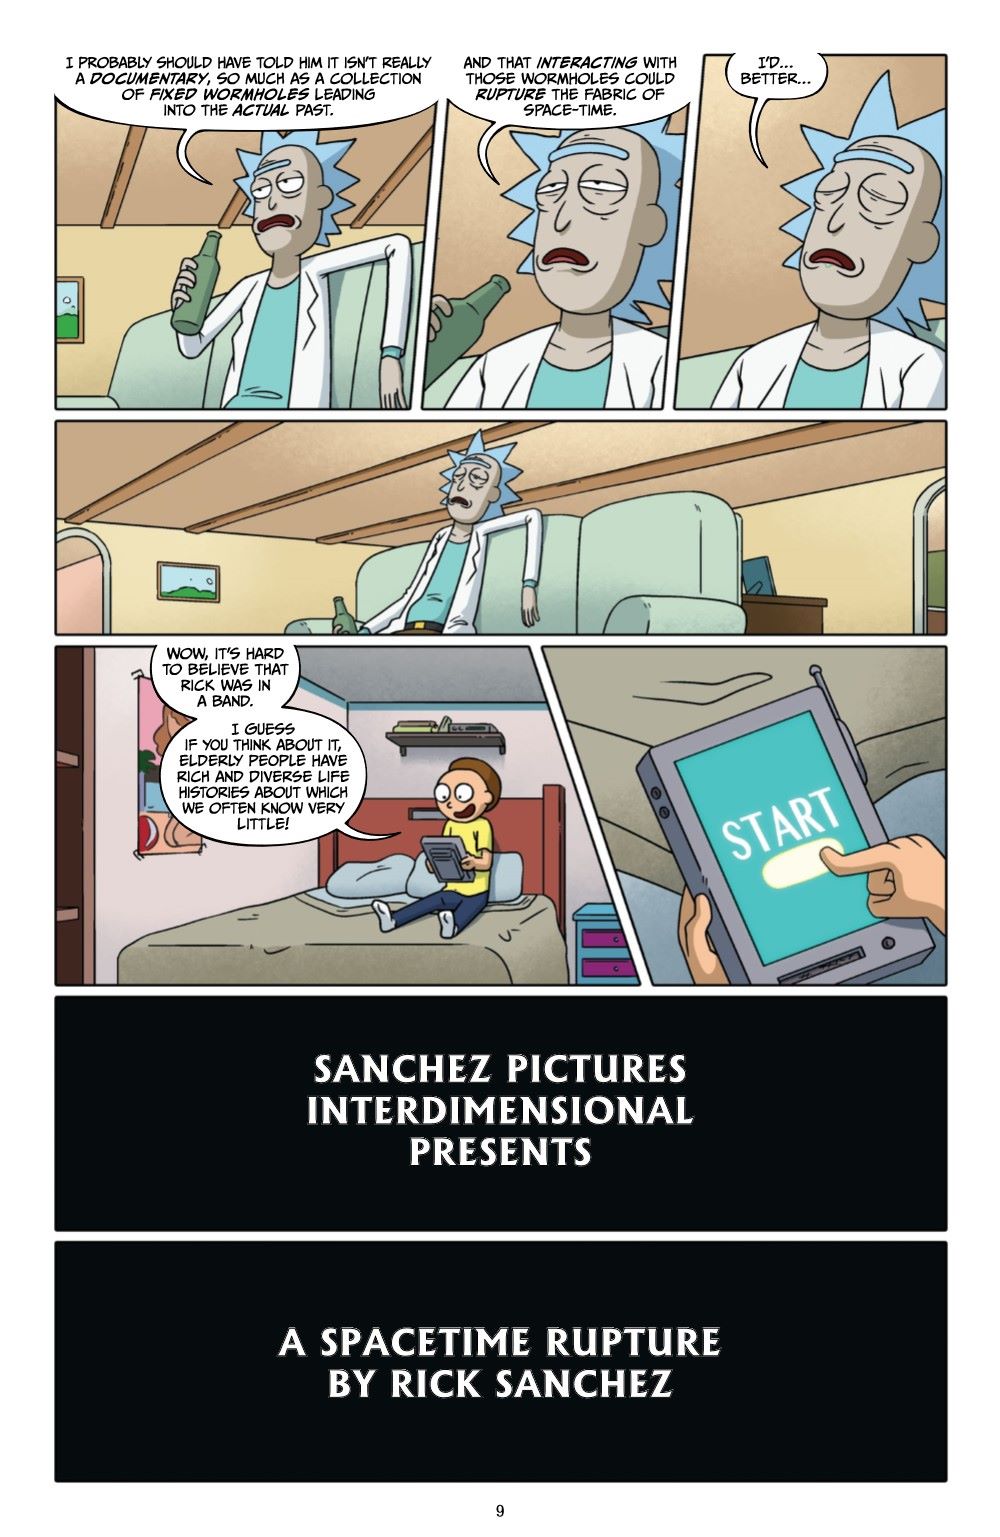 I PROBABLY SHOULD HAVE TOLD HIM IT ISN'T REALLY
A DOCUMENTARY, SO MUCH AS A COLLECTION
OF FIXED WORMHOLES LEADING
INTO THE ACTUAL PAST.
AND THAT INTERACTING WITH
THOSE WORMHOLES COULD
RUPTURE THE FABRIC OF
SPACE-TIME.
I'D...
BETTER...
WOW, IT'S HARD
TO BELIEVE THAT
RICK WAS IN
A BAND.
I GUESS
IF YOU THINK ABOUT IT,
ELDERLY PEOPLE HAVE
RICH AND DIVERSE LIFE
HISTORIES ABOUT WHICH
WE OFTEN KNOW VERY
LITTLE!
START
SANCHEZ PICTURES
INTERDIMENSIONAL
PRESENTS
A SPACETIME RUPTURE
BY RICK SANCHEZ
9